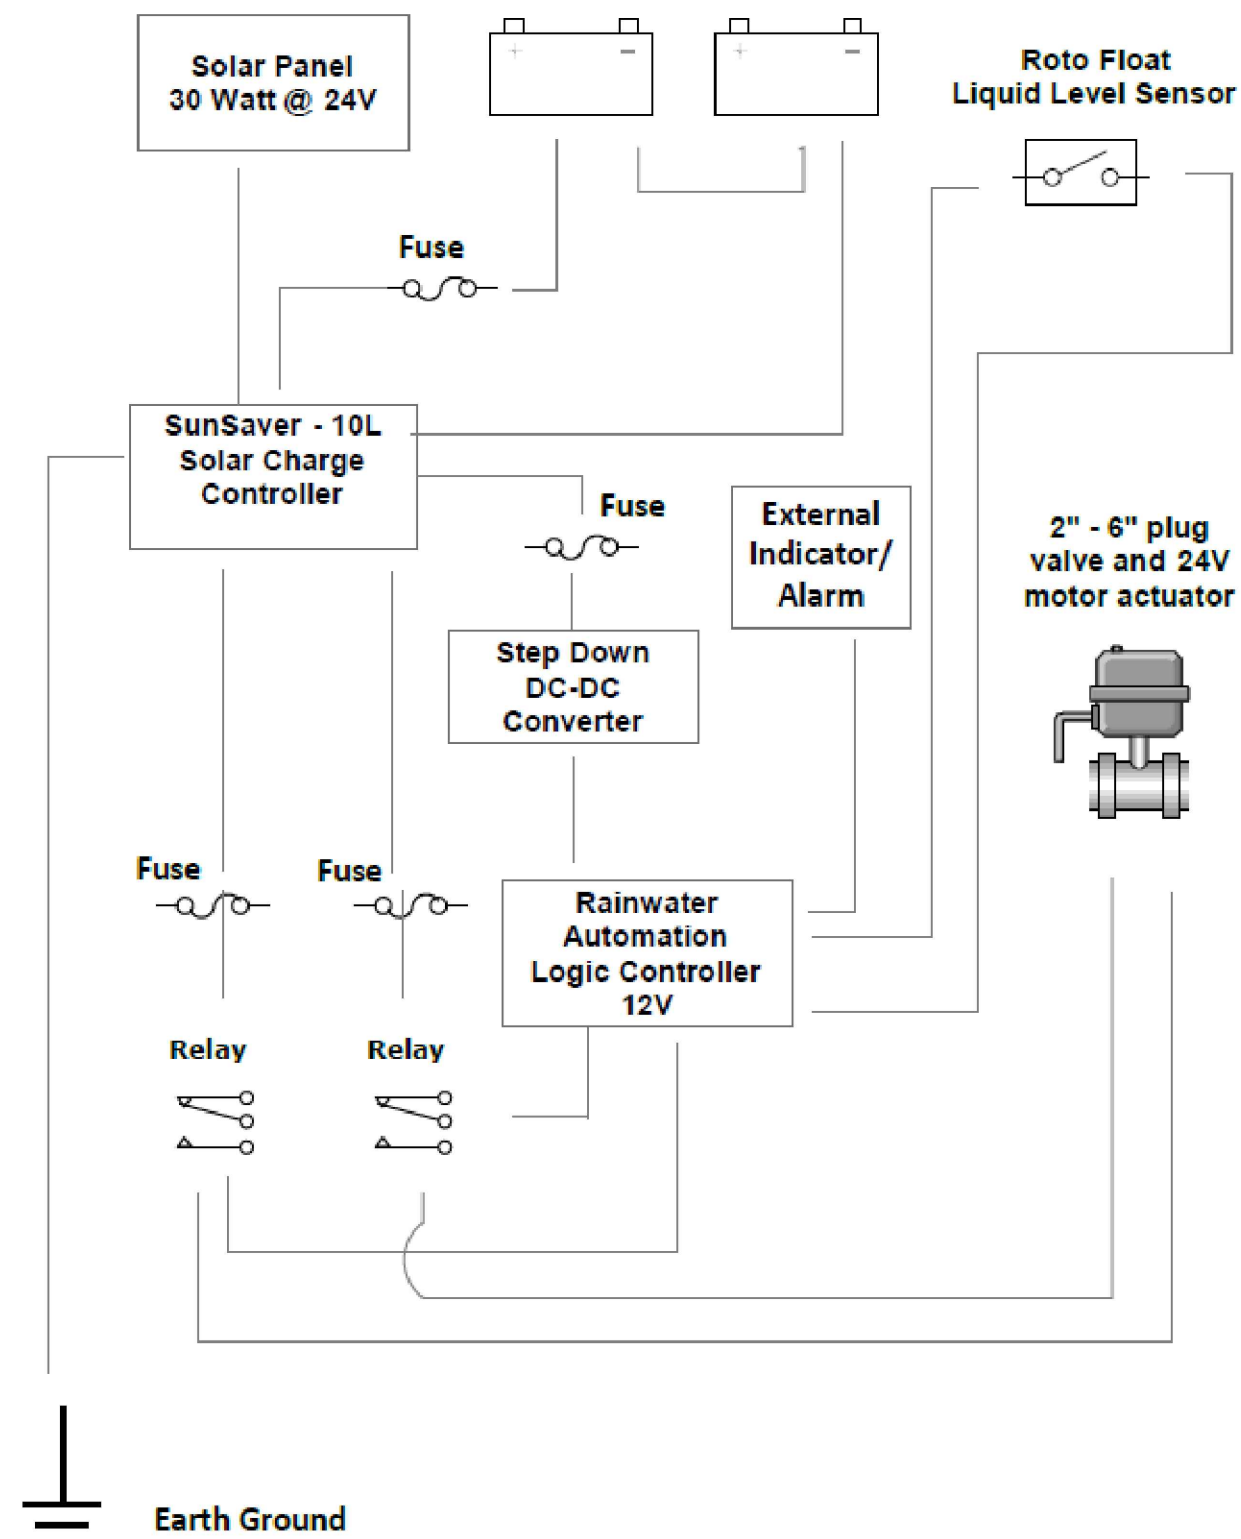 Solar Panel
30 Watt @ 24V
+
−
+
−
Roto Float
Liquid Level Sensor
Fuse
SunSaver - 10L
Solar Charge
Controller
Fuse
External
Indicator/
Alarm
2" - 6" plug
valve and 24V
motor actuator
Step Down
DC-DC
Converter
Fuse
Fuse
Rainwater
Automation
Logic Controller
12V
Relay
Relay
Earth Ground